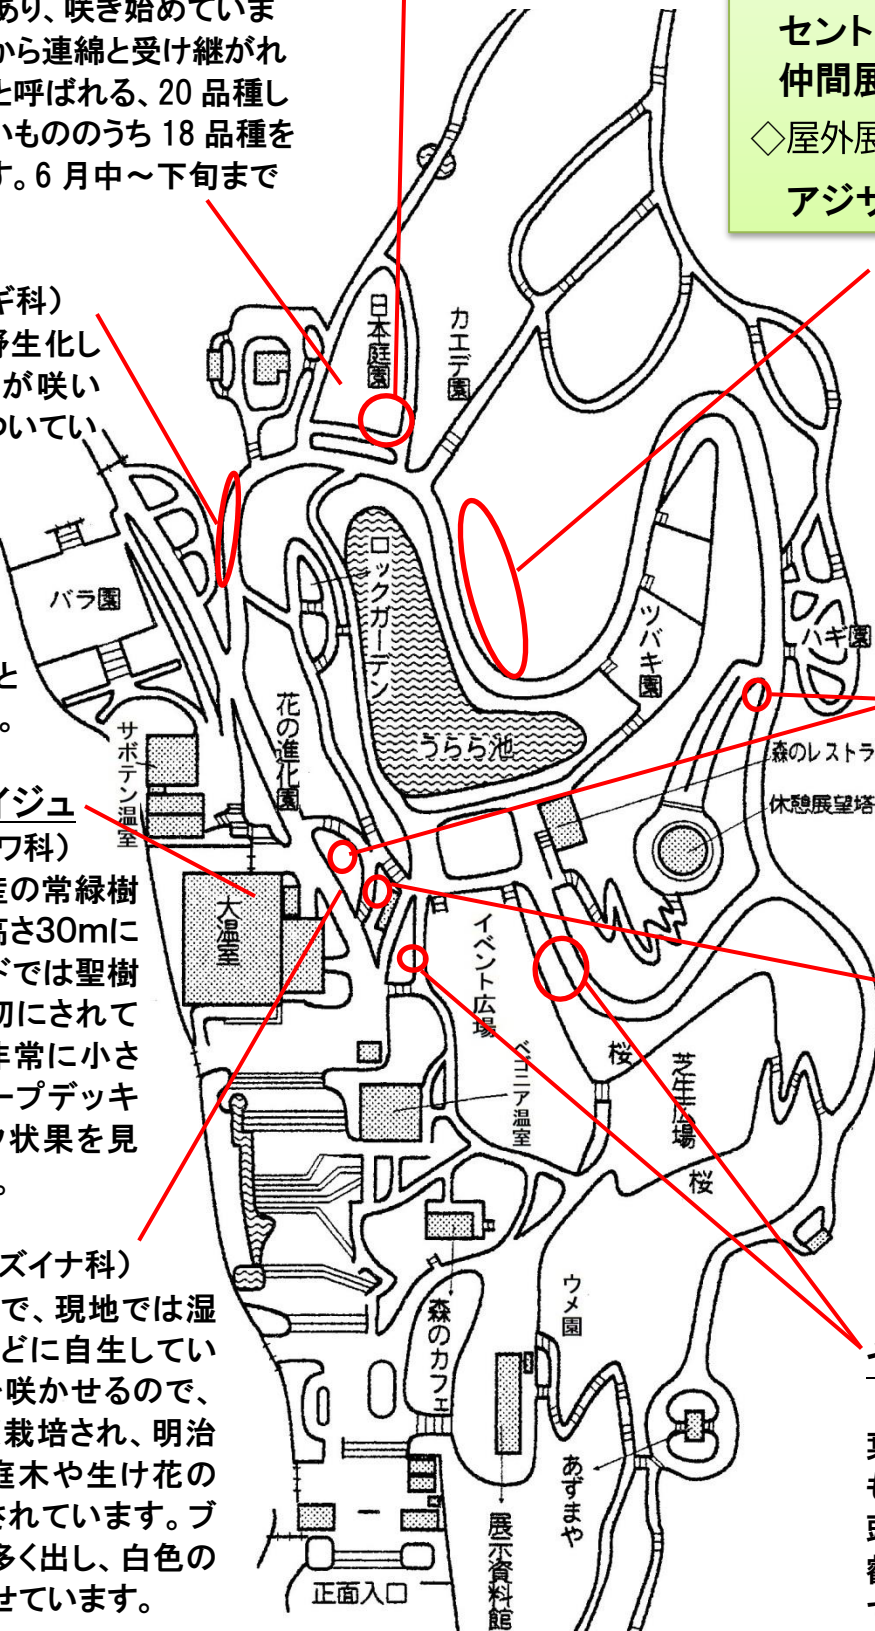 あり、咲き始めていま
から連綿と受け継がれ
と呼ばれる、20 品種し
いもののうち 18 品種を
す。6 月中～下旬まで
セント
仲間展
◇屋外展
アジサ
ギ科）
野生化し
が咲い
ついてい
と
。
イジュ
ワ科）
産の常緑樹
高さ30mに
ドでは聖樹
切にされて
非常に小さ
ープデッキ
ク状果を見
。
ズイナ科）
で、現地では湿
どに自生してい
を咲かせるので、
栽培され、明治
庭木や生け花の
されています。ブ
多く出し、白色の
せています。
日本庭園
カエデ園
ロックガーデン
バラ園
ツバキ園
ハギ園
花の進化園
うらら池
サボテン温室
森のレストラ
休憩展望塔
大温室
イベント広場
ベゴニア温室
桜
芝生広場
桜
ウメ園
森のカフェ
あずまや
展示資料館
正面入口